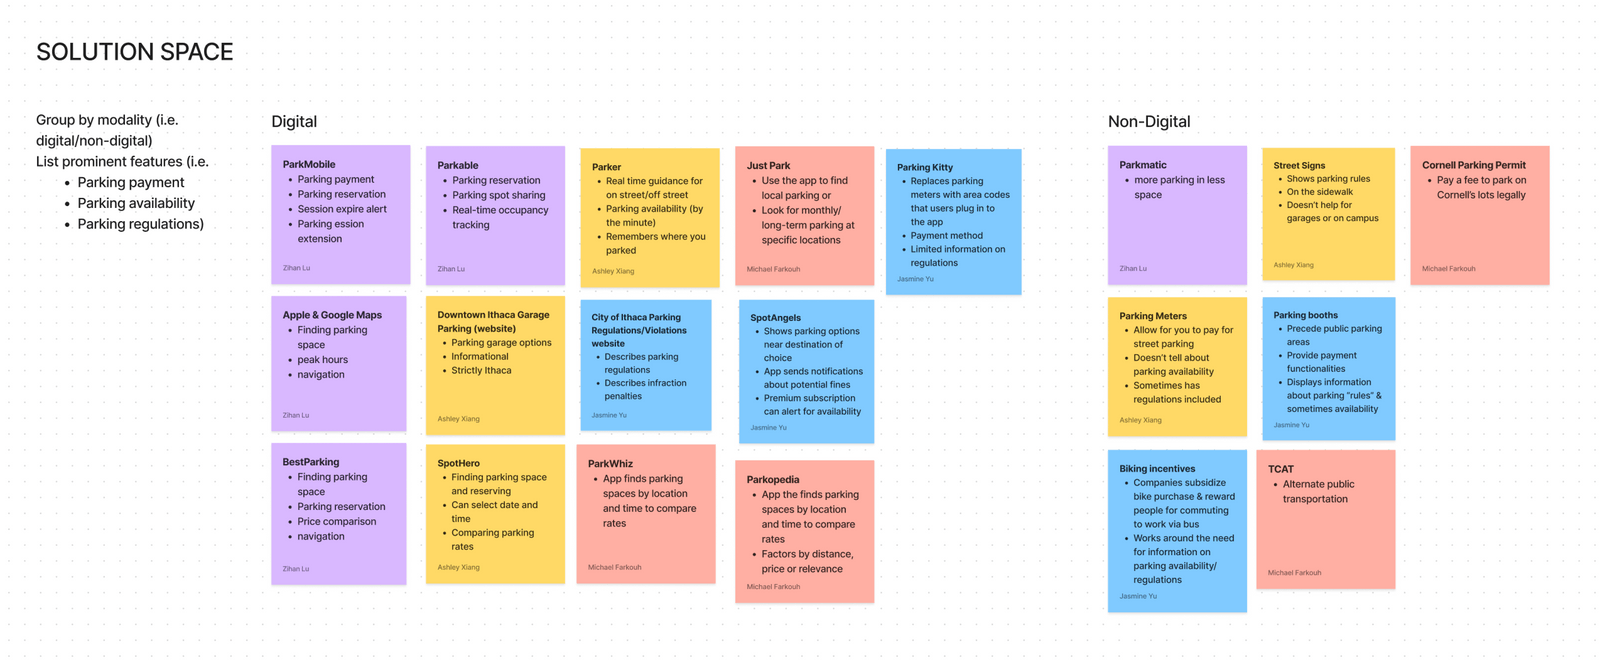 SOLUTION SPACE
Group by modality (i.e.
digital/non-digital)
List prominent features (i.e.
• Parking payment
• Parking availability
• Parking regulations)
Digital
ParkMobile
• Parking payment
• Parking reservation
• Session expire alert
• Parking ession
extension
Zihan Lu
Parkable
• Parking reservation
• Parking spot sharing
• Real-time occupancy
tracking
Zihan Lu
Parker
• Real time guidance for
on street/off street
• Parking availability (by
the minute)
• Remembers where you
parked
Ashley Xiang
Just Park
• Use the app to find
local parking or
• Look for monthly/
long-term parking at
specific locations
Michael Farkouh
Parking Kitty
• Replaces parking
meters with area codes
that users plug in to
the app
• Payment method
• Limited information on
regulations
Jasmine Yu
Apple & Google Maps
• Finding parking
space
• peak hours
• navigation
Zihan Lu
Downtown Ithaca Garage
Parking (website)
• Parking garage options
• Informational
• Strictly Ithaca
Ashley Xiang
City of Ithaca Parking
Regulations/Violations
website
• Describes parking
regulations
• Describes infraction
penalties
Jasmine Yu
SpotAngels
• Shows parking options
near destination of
choice
• App sends notifications
about potential fines
• Premium subscription
can alert for availability
Jasmine Yu
BestParking
• Finding parking
space
• Parking reservation
• Price comparison
• navigation
Zihan Lu
SpotHero
• Finding parking space
and reserving
• Can select date and
time
• Comparing parking
rates
Ashley Xiang
ParkWhiz
• App finds parking
spaces by location
and time to compare
rates
Michael Farkouh
Parkopedia
• App the finds parking
spaces by location
and time to compare
rates
• Factors by distance,
price or relevance
Michael Farkouh
Non-Digital
Parkmatic
• more parking in less
space
Zihan Lu
Street Signs
• Shows parking rules
• On the sidewalk
• Doesn't help for
garages or on campus
Ashley Xiang
Cornell Parking Permit
• Pay a fee to park on
Cornell's lots legally
Michael Farkouh
Parking Meters
• Allow for you to pay for
street parking
• Doesn't tell about
parking availability
• Sometimes has
regulations included
Ashley Xiang
Parking booths
• Precede public parking
areas
• Provide payment
functionalities
• Displays information
about parking "rules" &
sometimes availability
Jasmine Yu
Biking incentives
• Companies subsidize
bike purchase & reward
people for commuting
to work via bus
• Works around the need
for information on
parking availability/
regulations
Jasmine Yu
TCAT
• Alternate public
transportation
Michael Farkouh